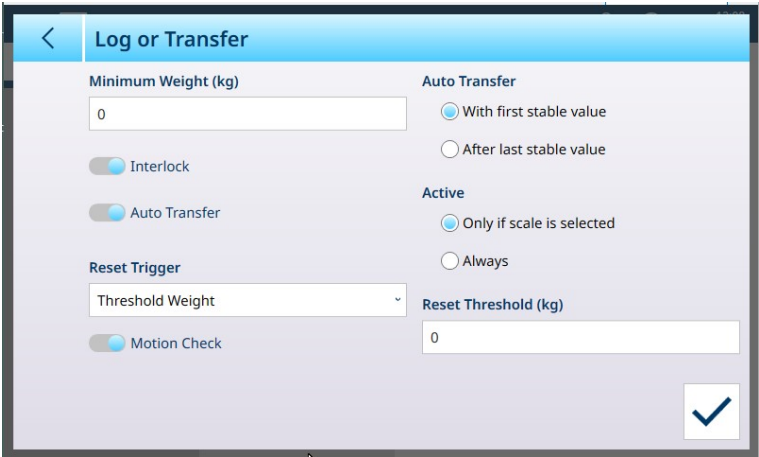 Log or Transfer
Minimum Weight (kg)
0
Interlock
Auto Transfer
Reset Trigger
Threshold Weight
Motion Check
Auto Transfer
With first stable value
After last stable value
Active
Only if scale is selected
Always
Reset Threshold (kg)
0